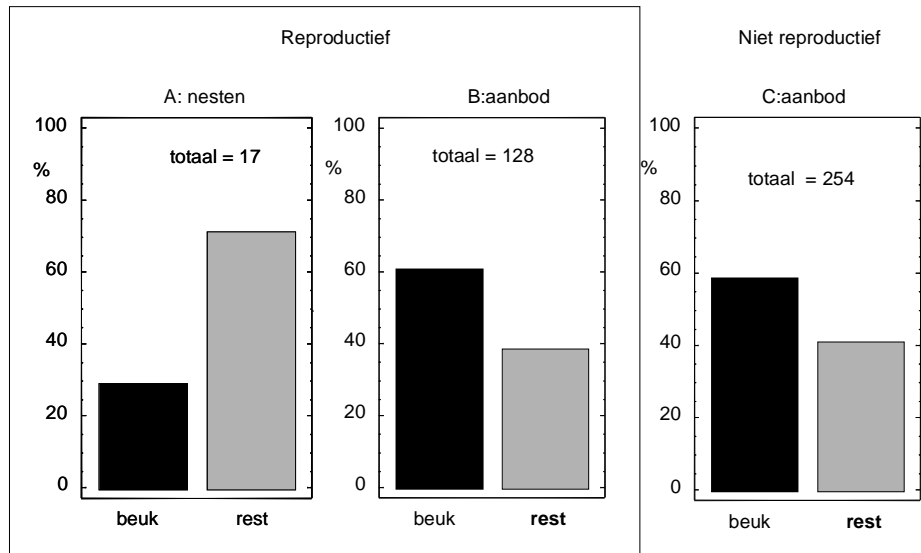 Reproductief
Niet reproductief
A: nesten
B:aanbod
C:aanbod
100
%
80
60
40
20
0
totaal = 17
beuk rest
100
%
80
60
40
20
0
totaal = 128
beuk rest
100
%
80
60
40
20
0
totaal = 254
beuk rest